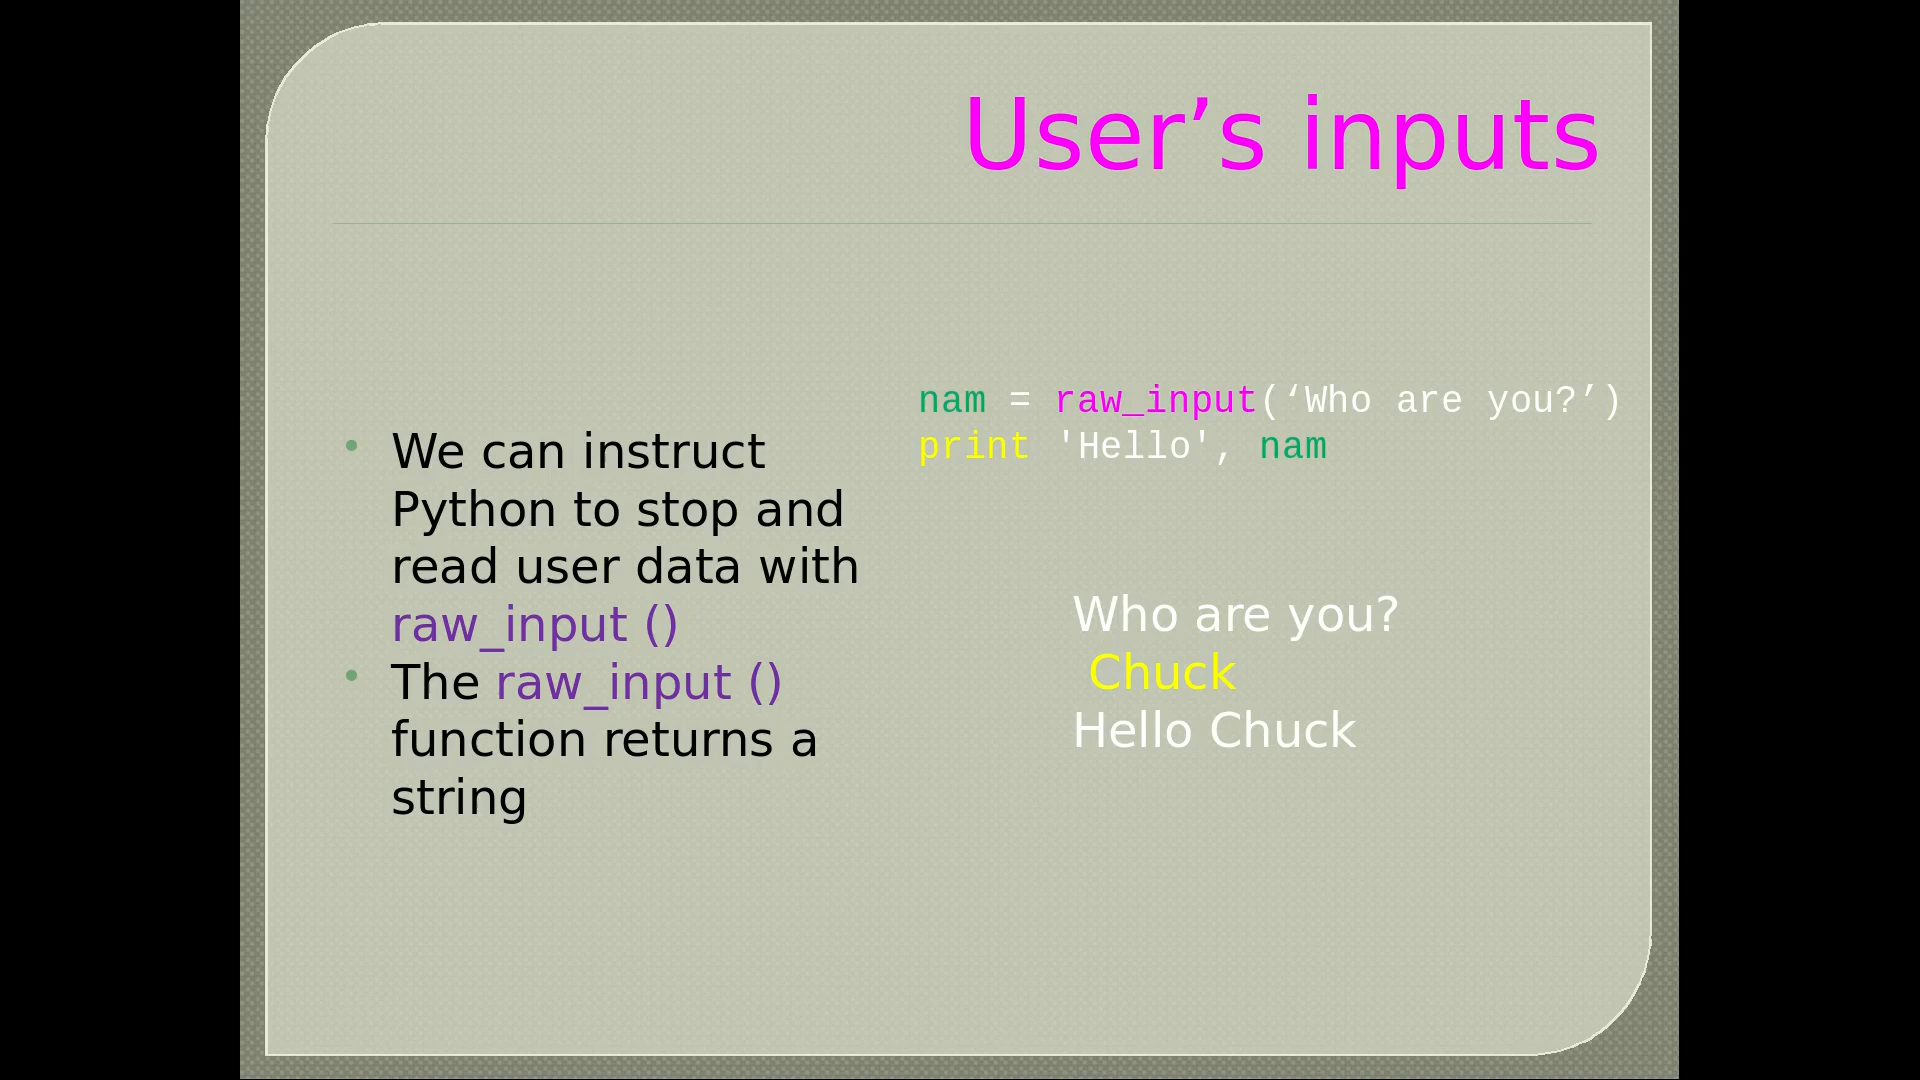 User’s inputs
We can instruct
Python to stop and
read user data with
raw_input ()
The raw_input ()
function returns a
string
nam = raw_input(‘Who are you?’)
print 'Hello', nam
Who are you?
Chuck
Hello Chuck